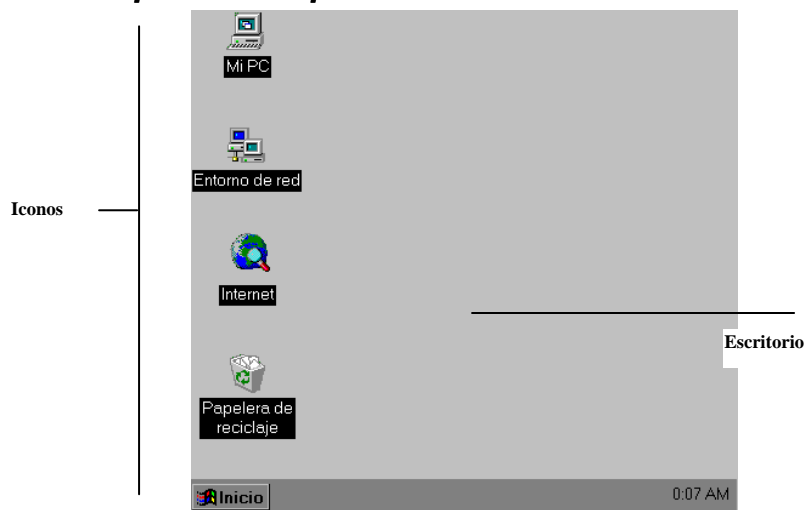 Mi PC
Entorno de red
Iconos
Internet
Escritorio
Papelera de
reciclaje
Inicio
0:07 AM